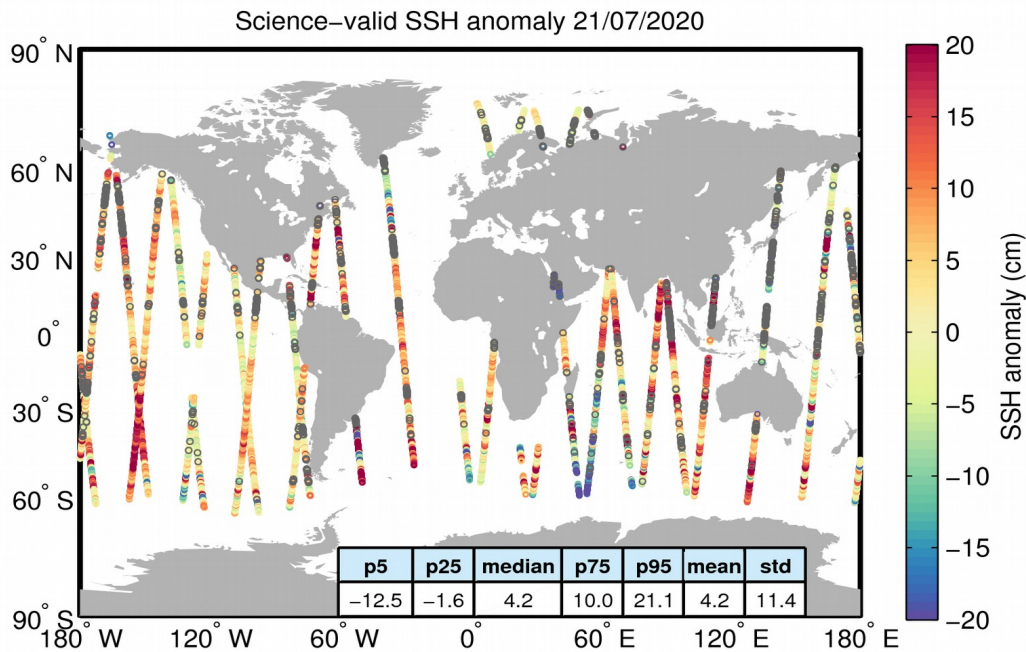 Science−valid SSH anomaly 21/07/2020
90° N
60° N
30° N
0°
30° S
60° S
90° S
180° W
120° W
60° W
0°
60° E
120° E
180° E
p5 p25 median p75 p95 mean std
−12.5 −1.6 4.2 10.0 21.1 4.2 11.4
20
15
10
5
0
−5
−10
−15
−20
SSH anomaly (cm)